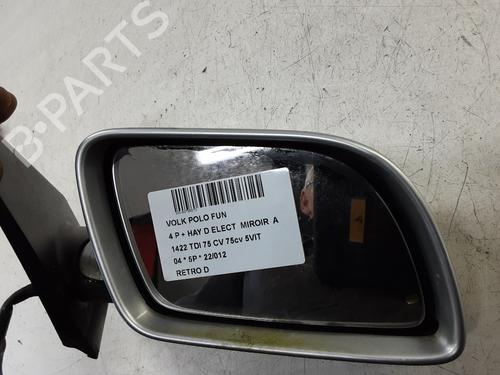 B-PARTS
VOLK POLO FUN
4 P + HAY D ELECT MIROIR A
1422 TDI 75 CV 75cv 5VIT
04 * 5P * 22/012
RETRO D